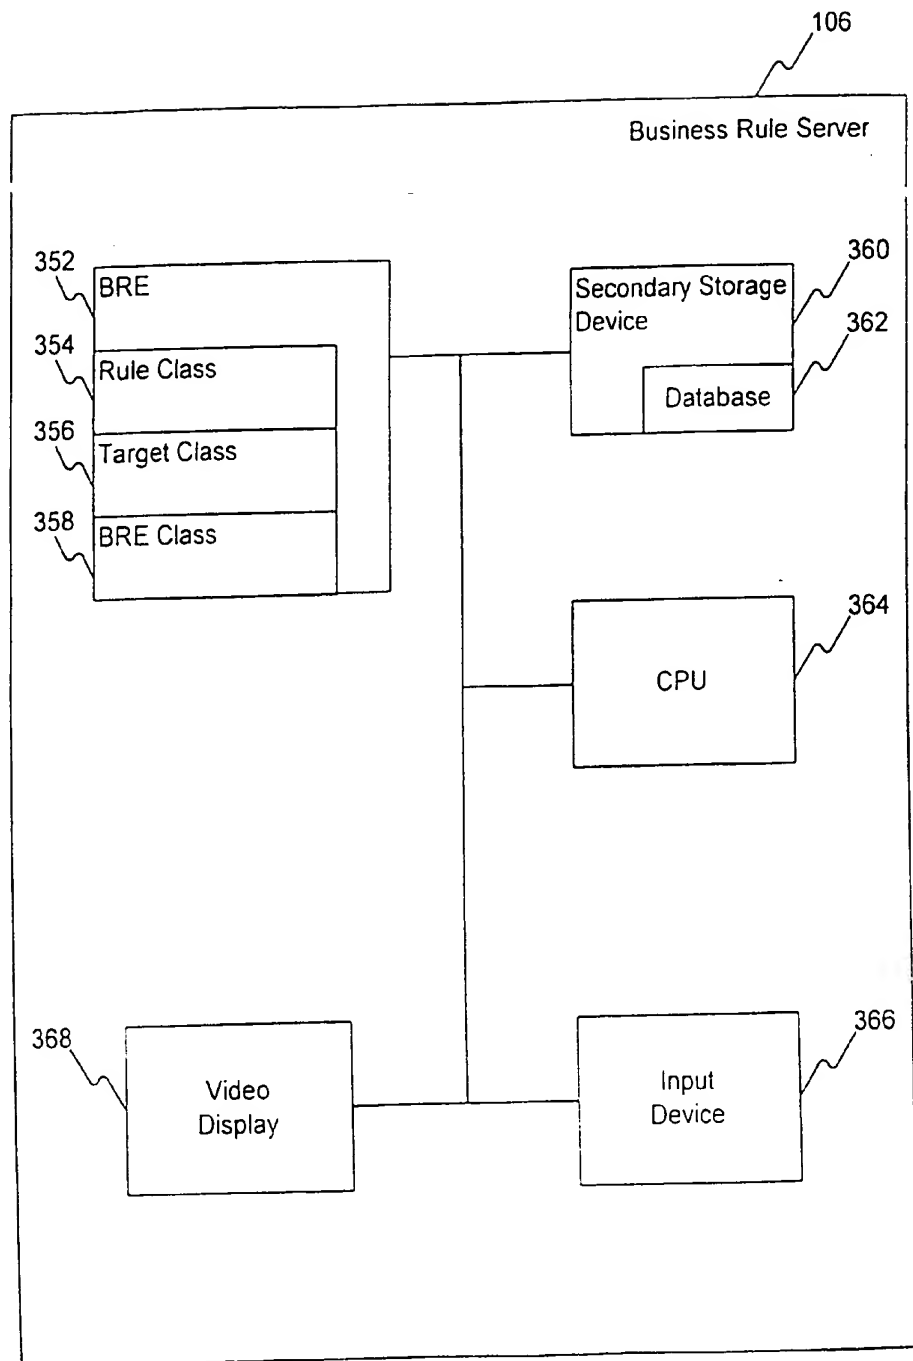 106
Business Rule Server
352
BRE
354
Rule Class
356
Target Class
358
BRE Class
360
Secondary Storage
Device
362
Database
364
CPU
368
Video
Display
366
Input
Device